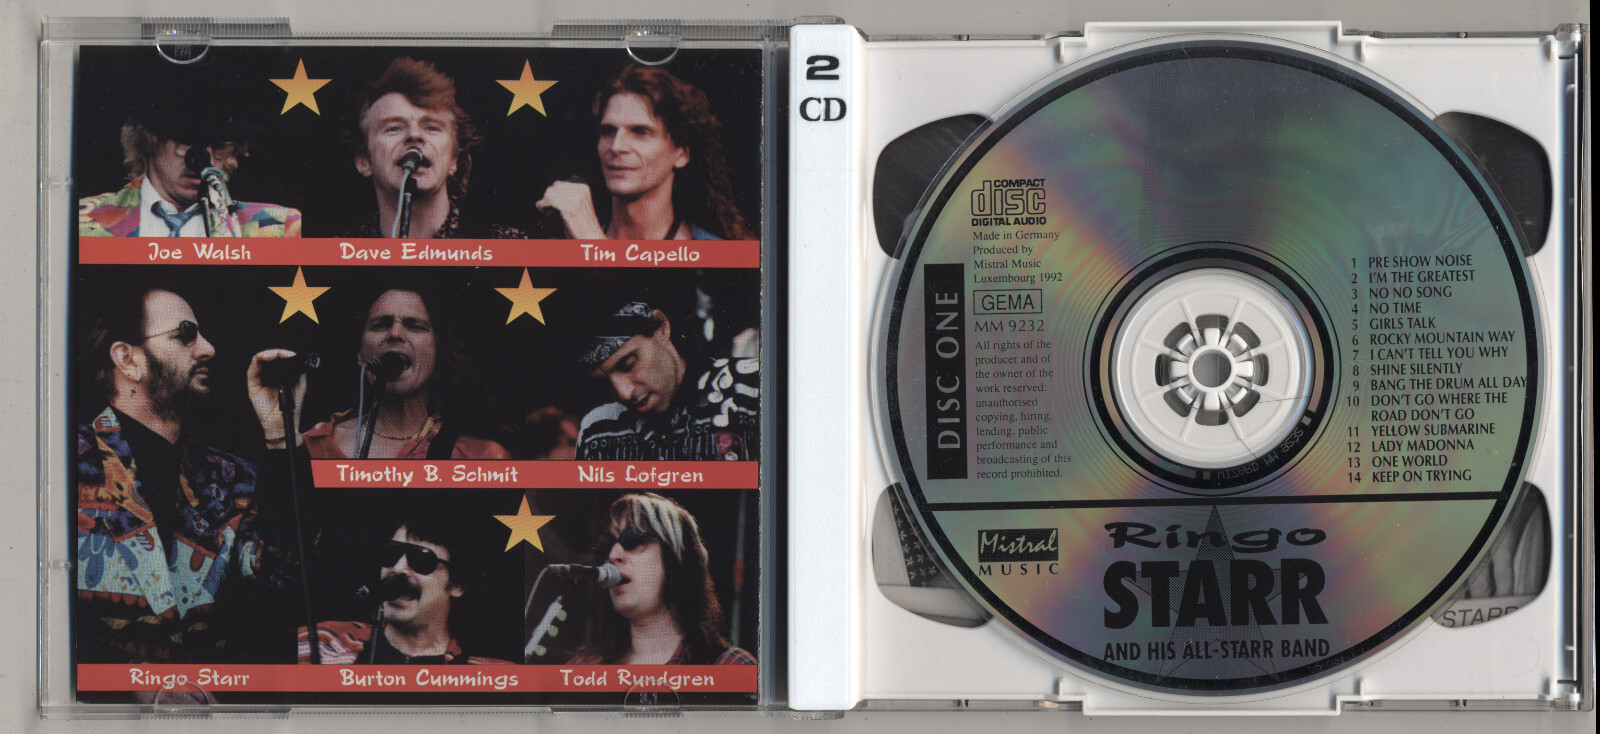 Joe Walsh
Dave Edmunds
Tim Capello
Timothy B. Schmit
Nils Lofgren
Ringo Starr
Burton Cummings
Todd Rundgren
2
CD
COMPACT
disc
DIGITAL AUDIO
Made in Germany
Produced by
Mistral Music
Luxembourg 1992
GEMA
MM 9232
All rights of the
producer and of
the owner of the
work reserved:
unauthorised
copying, hiring,
lending, public
performance and
broadcasting of this
record prohibited.
DISC ONE
1 PRE SHOW NOISE
2 I'M THE GREATEST
3 NO NO SONG
4 NO TIME
5 GIRLS TALK
6 ROCKY MOUNTAIN WAY
7 I CAN'T TELL YOU WHY
8 SHINE SILENTLY
9 BANG THE DRUM ALL DAY
10 DON'T GO WHERE THE
ROAD DON'T GO
11 YELLOW SUBMARINE
12 LADY MADONNA
13 ONE WORLD
14 KEEP ON TRYING
Mistral
MUSIC
Ringo
STARR
AND HIS ALL-STARR BAND
STARR